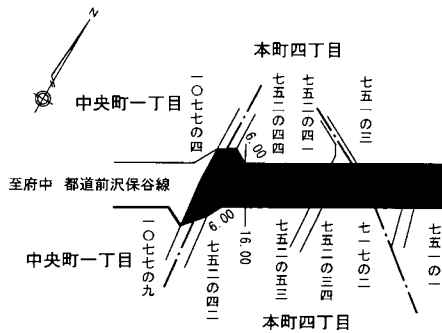 N
本町四丁目
中央町一丁目
一〇七七の四
七五二の四四
七五二の四一
七五一の三
6.00
至府中 都道前沢保谷線
6.00
16.00
中央町一丁目
一〇七七の九
七五二の四二
七五二の五三
七五二の三四
七一七の二
七五一の一
本町四丁目